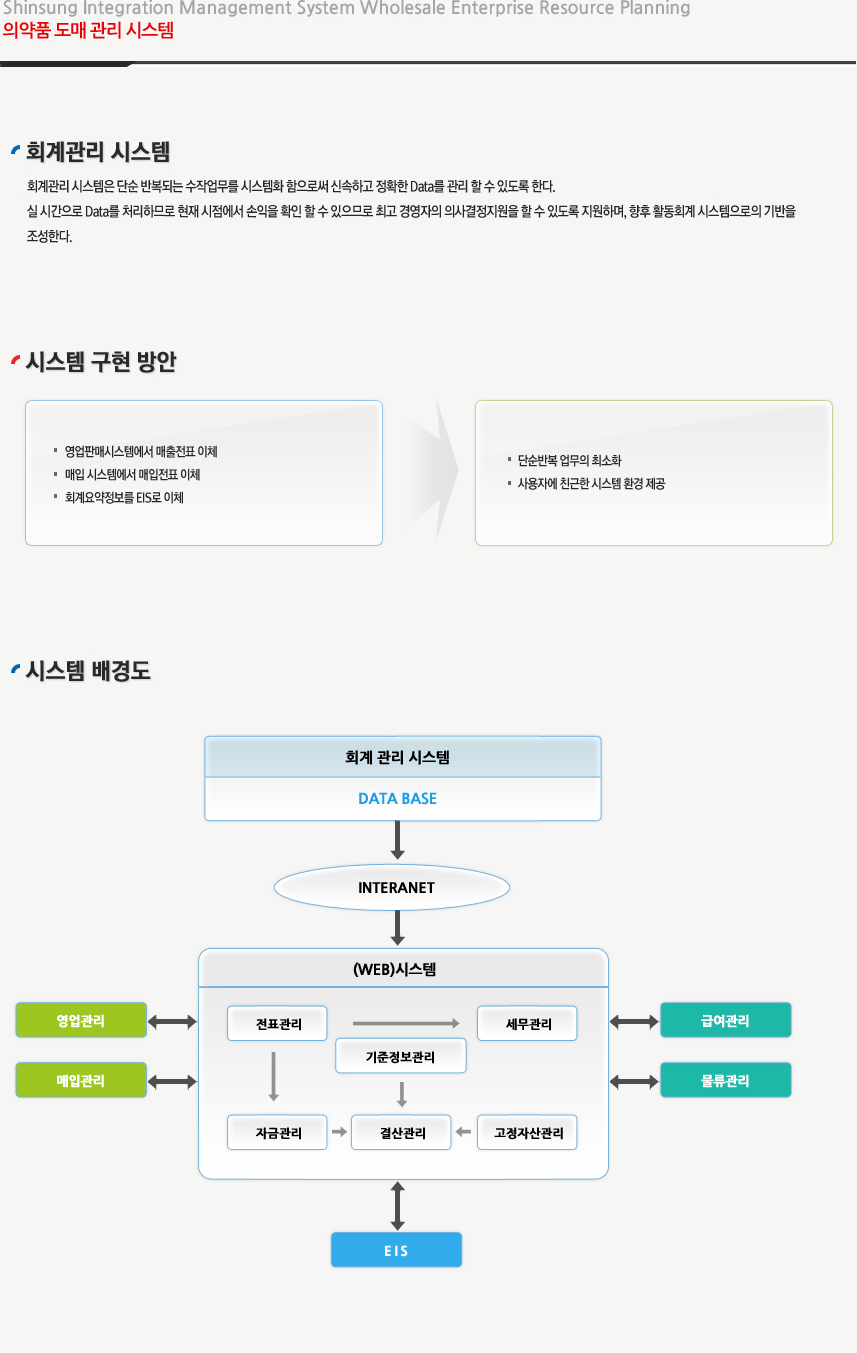 Shinsung Integration Management System Wholesale Enterprise Resource Planning
의약품 도매 관리 시스템
회계관리 시스템
회계관리 시스템은 단순 반복되는 수작업무를 시스템화 함으로써 신속하고 정확한 Data를 관리 할 수 있도록 한다.
실 시간으로 Data를 처리하므로 현재 시점에서 손익을 확인 할 수 있으므로 최고 경영자의 의사결정지원을 할 수 있도록 지원하며, 향후 활동회계 시스템으로의 기반을
조성한다.
시스템 구현 방안
영업판매시스템에서 매출전표 이체
매입 시스템에서 매입전표 이체
회계요약정보를 EIS로 이체
단순반복 업무의 최소화
사용자에 친근한 시스템 환경 제공
시스템 배경도
회계 관리 시스템
DATA BASE
INTERANET
(WEB)시스템
영업관리
매입관리
전표관리
세무관리
기준정보관리
자금관리
결산관리
고정자산관리
급여관리
물류관리
EIS